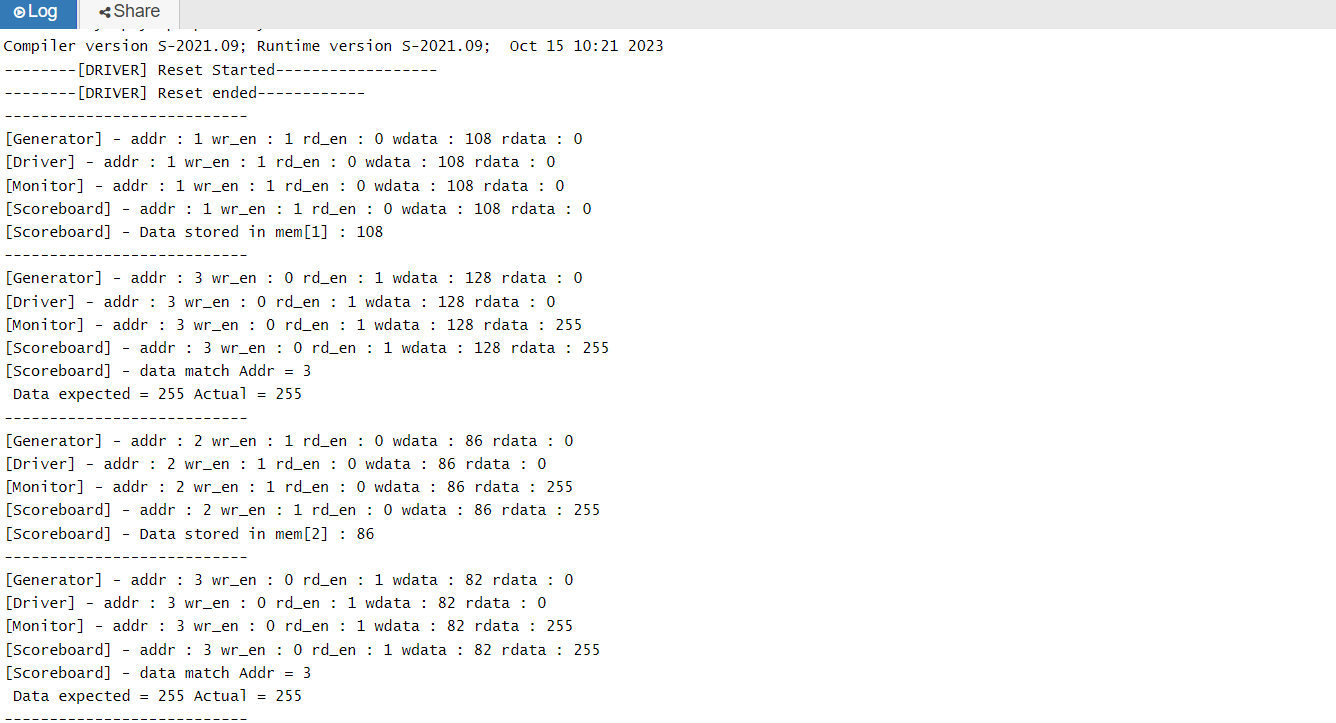 Log Share
Compiler version S-2021.09; Runtime version S-2021.09;  Oct 15 10:21 2023
--------[DRIVER] Reset Started------------------
--------[DRIVER] Reset ended------------
---------------------------
[Generator] - addr : 1 wr_en : 1 rd_en : 0 wdata : 108 rdata : 0
[Driver] - addr : 1 wr_en : 1 rd_en : 0 wdata : 108 rdata : 0
[Monitor] - addr : 1 wr_en : 1 rd_en : 0 wdata : 108 rdata : 0
[Scoreboard] - addr : 1 wr_en : 1 rd_en : 0 wdata : 108 rdata : 0
[Scoreboard] - Data stored in mem[1] : 108
---------------------------
[Generator] - addr : 3 wr_en : 0 rd_en : 1 wdata : 128 rdata : 0
[Driver] - addr : 3 wr_en : 0 rd_en : 1 wdata : 128 rdata : 0
[Monitor] - addr : 3 wr_en : 0 rd_en : 1 wdata : 128 rdata : 255
[Scoreboard] - addr : 3 wr_en : 0 rd_en : 1 wdata : 128 rdata : 255
[Scoreboard] - data match Addr = 3
 Data expected = 255 Actual = 255
---------------------------
[Generator] - addr : 2 wr_en : 1 rd_en : 0 wdata : 86 rdata : 0
[Driver] - addr : 2 wr_en : 1 rd_en : 0 wdata : 86 rdata : 0
[Monitor] - addr : 2 wr_en : 1 rd_en : 0 wdata : 86 rdata : 255
[Scoreboard] - addr : 2 wr_en : 1 rd_en : 0 wdata : 86 rdata : 255
[Scoreboard] - Data stored in mem[2] : 86
---------------------------
[Generator] - addr : 3 wr_en : 0 rd_en : 1 wdata : 82 rdata : 0
[Driver] - addr : 3 wr_en : 0 rd_en : 1 wdata : 82 rdata : 0
[Monitor] - addr : 3 wr_en : 0 rd_en : 1 wdata : 82 rdata : 255
[Scoreboard] - addr : 3 wr_en : 0 rd_en : 1 wdata : 82 rdata : 255
[Scoreboard] - data match Addr = 3
 Data expected = 255 Actual = 255
---------------------------